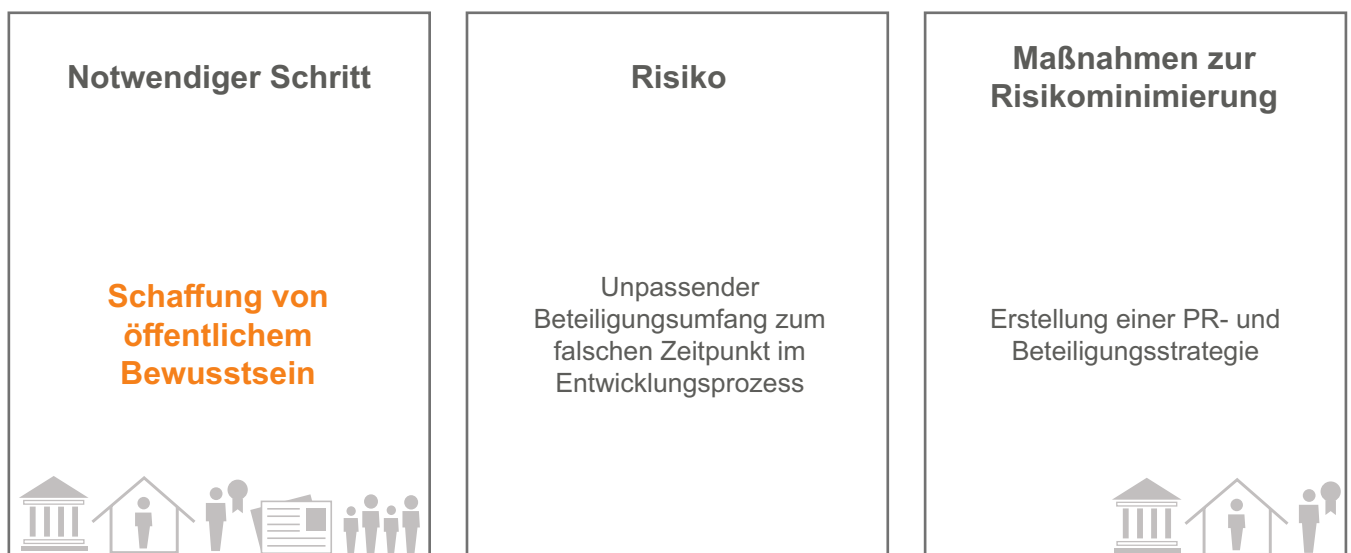 Notwendiger Schritt
Schaffung von
öffentlichem
Bewusstsein
Risiko
Unpassender
Beteiligungsumfang zum
falschen Zeitpunkt im
Entwicklungsprozess
Maßnahmen zur
Risikominimierung
Erstellung einer PR- und
Beteiligungsstrategie